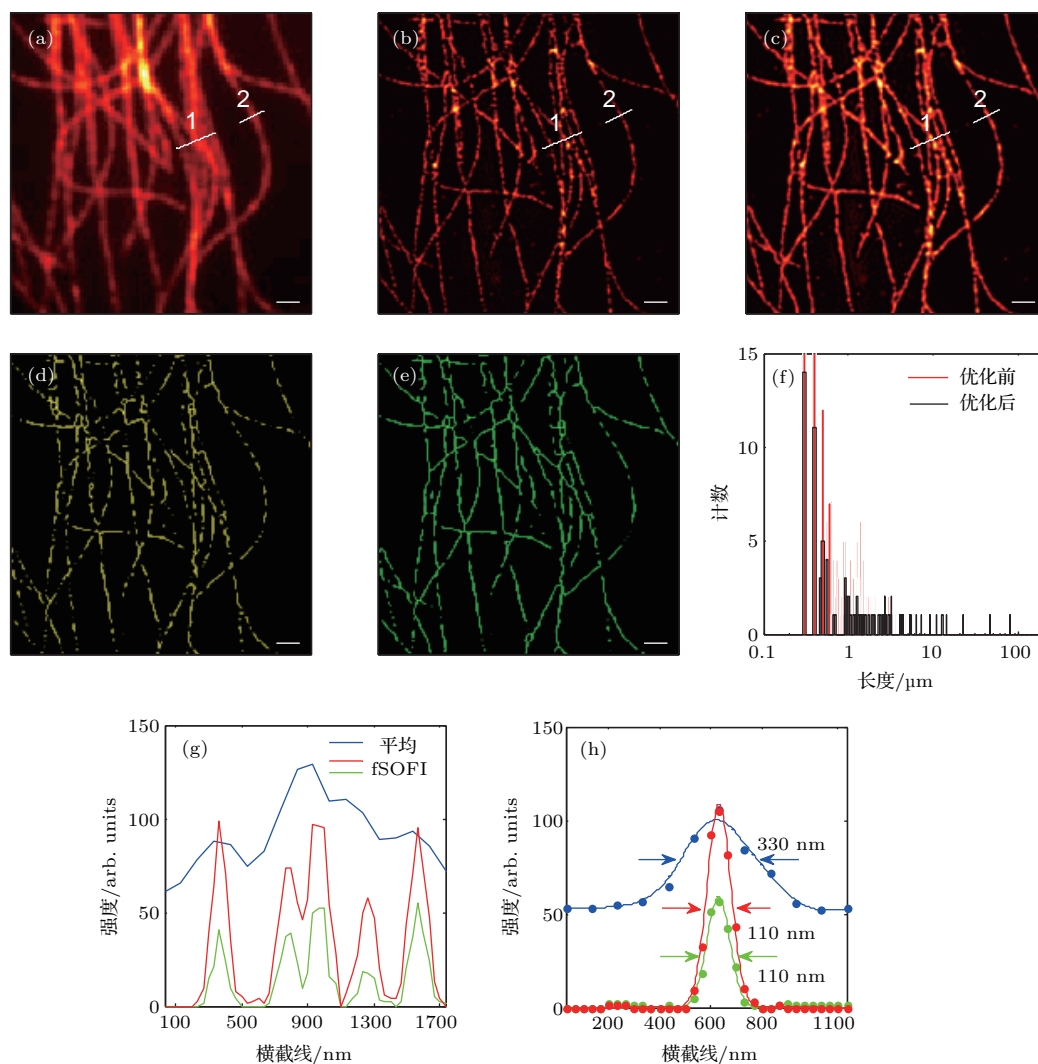 (a)
1
2
(b)
1
2
(c)
1
2
(d)
(e)
(f)
优化前
优化后
15
10
5
0
计数
0.1 1 10 100
长度/µm
(g)
平均
fSOFI
150
100
50
0
强度/arb. units
100 500 900 1300 1700
横截线/nm
(h)
150
100
50
0
强度/arb. units
330 nm
110 nm
110 nm
200 400 600 800 1100
横截线/nm